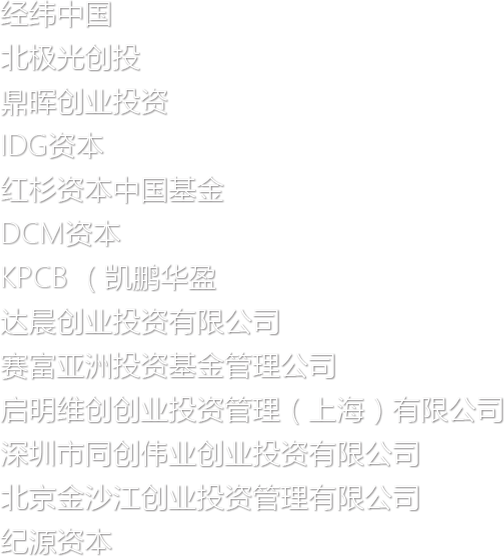 经纬中国
北极光创投
鼎晖创业投资
IDG资本
红杉资本中国基金
DCM资本
KPCB （凯鹏华盈
达晨创业投资有限公司
赛富亚洲投资基金管理公司
启明维创创业投资管理（上海）有限公司
深圳市同创伟业创业投资有限公司
北京金沙江创业投资管理有限公司
纪源资本